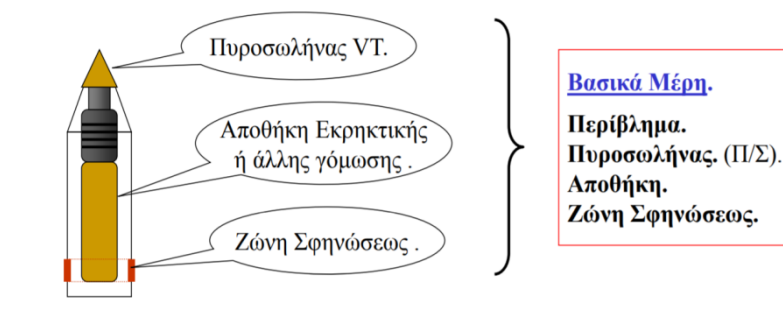 Πυροσωλήνας VT.
Αποθήκη Εκρηκτικής
ή άλλης γόμωσης .
Ζώνη Σφηνώσεως .
Βασικά Μέρη.
Περίβλημα.
Πυροσωλήνας. (Π/Σ).
Αποθήκη.
Ζώνη Σφηνώσεως.